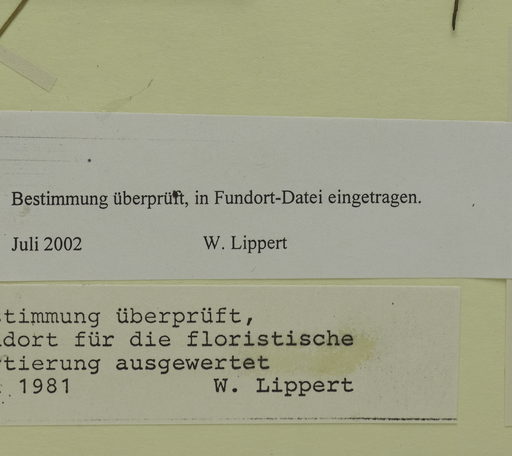 Bestimmung überprüft, in Fundort-Datei eingetragen.
Juli 2002 W. Lippert
stimmung überprüft,
dort für die floristische
tierung ausgewertet
1981 W. Lippert